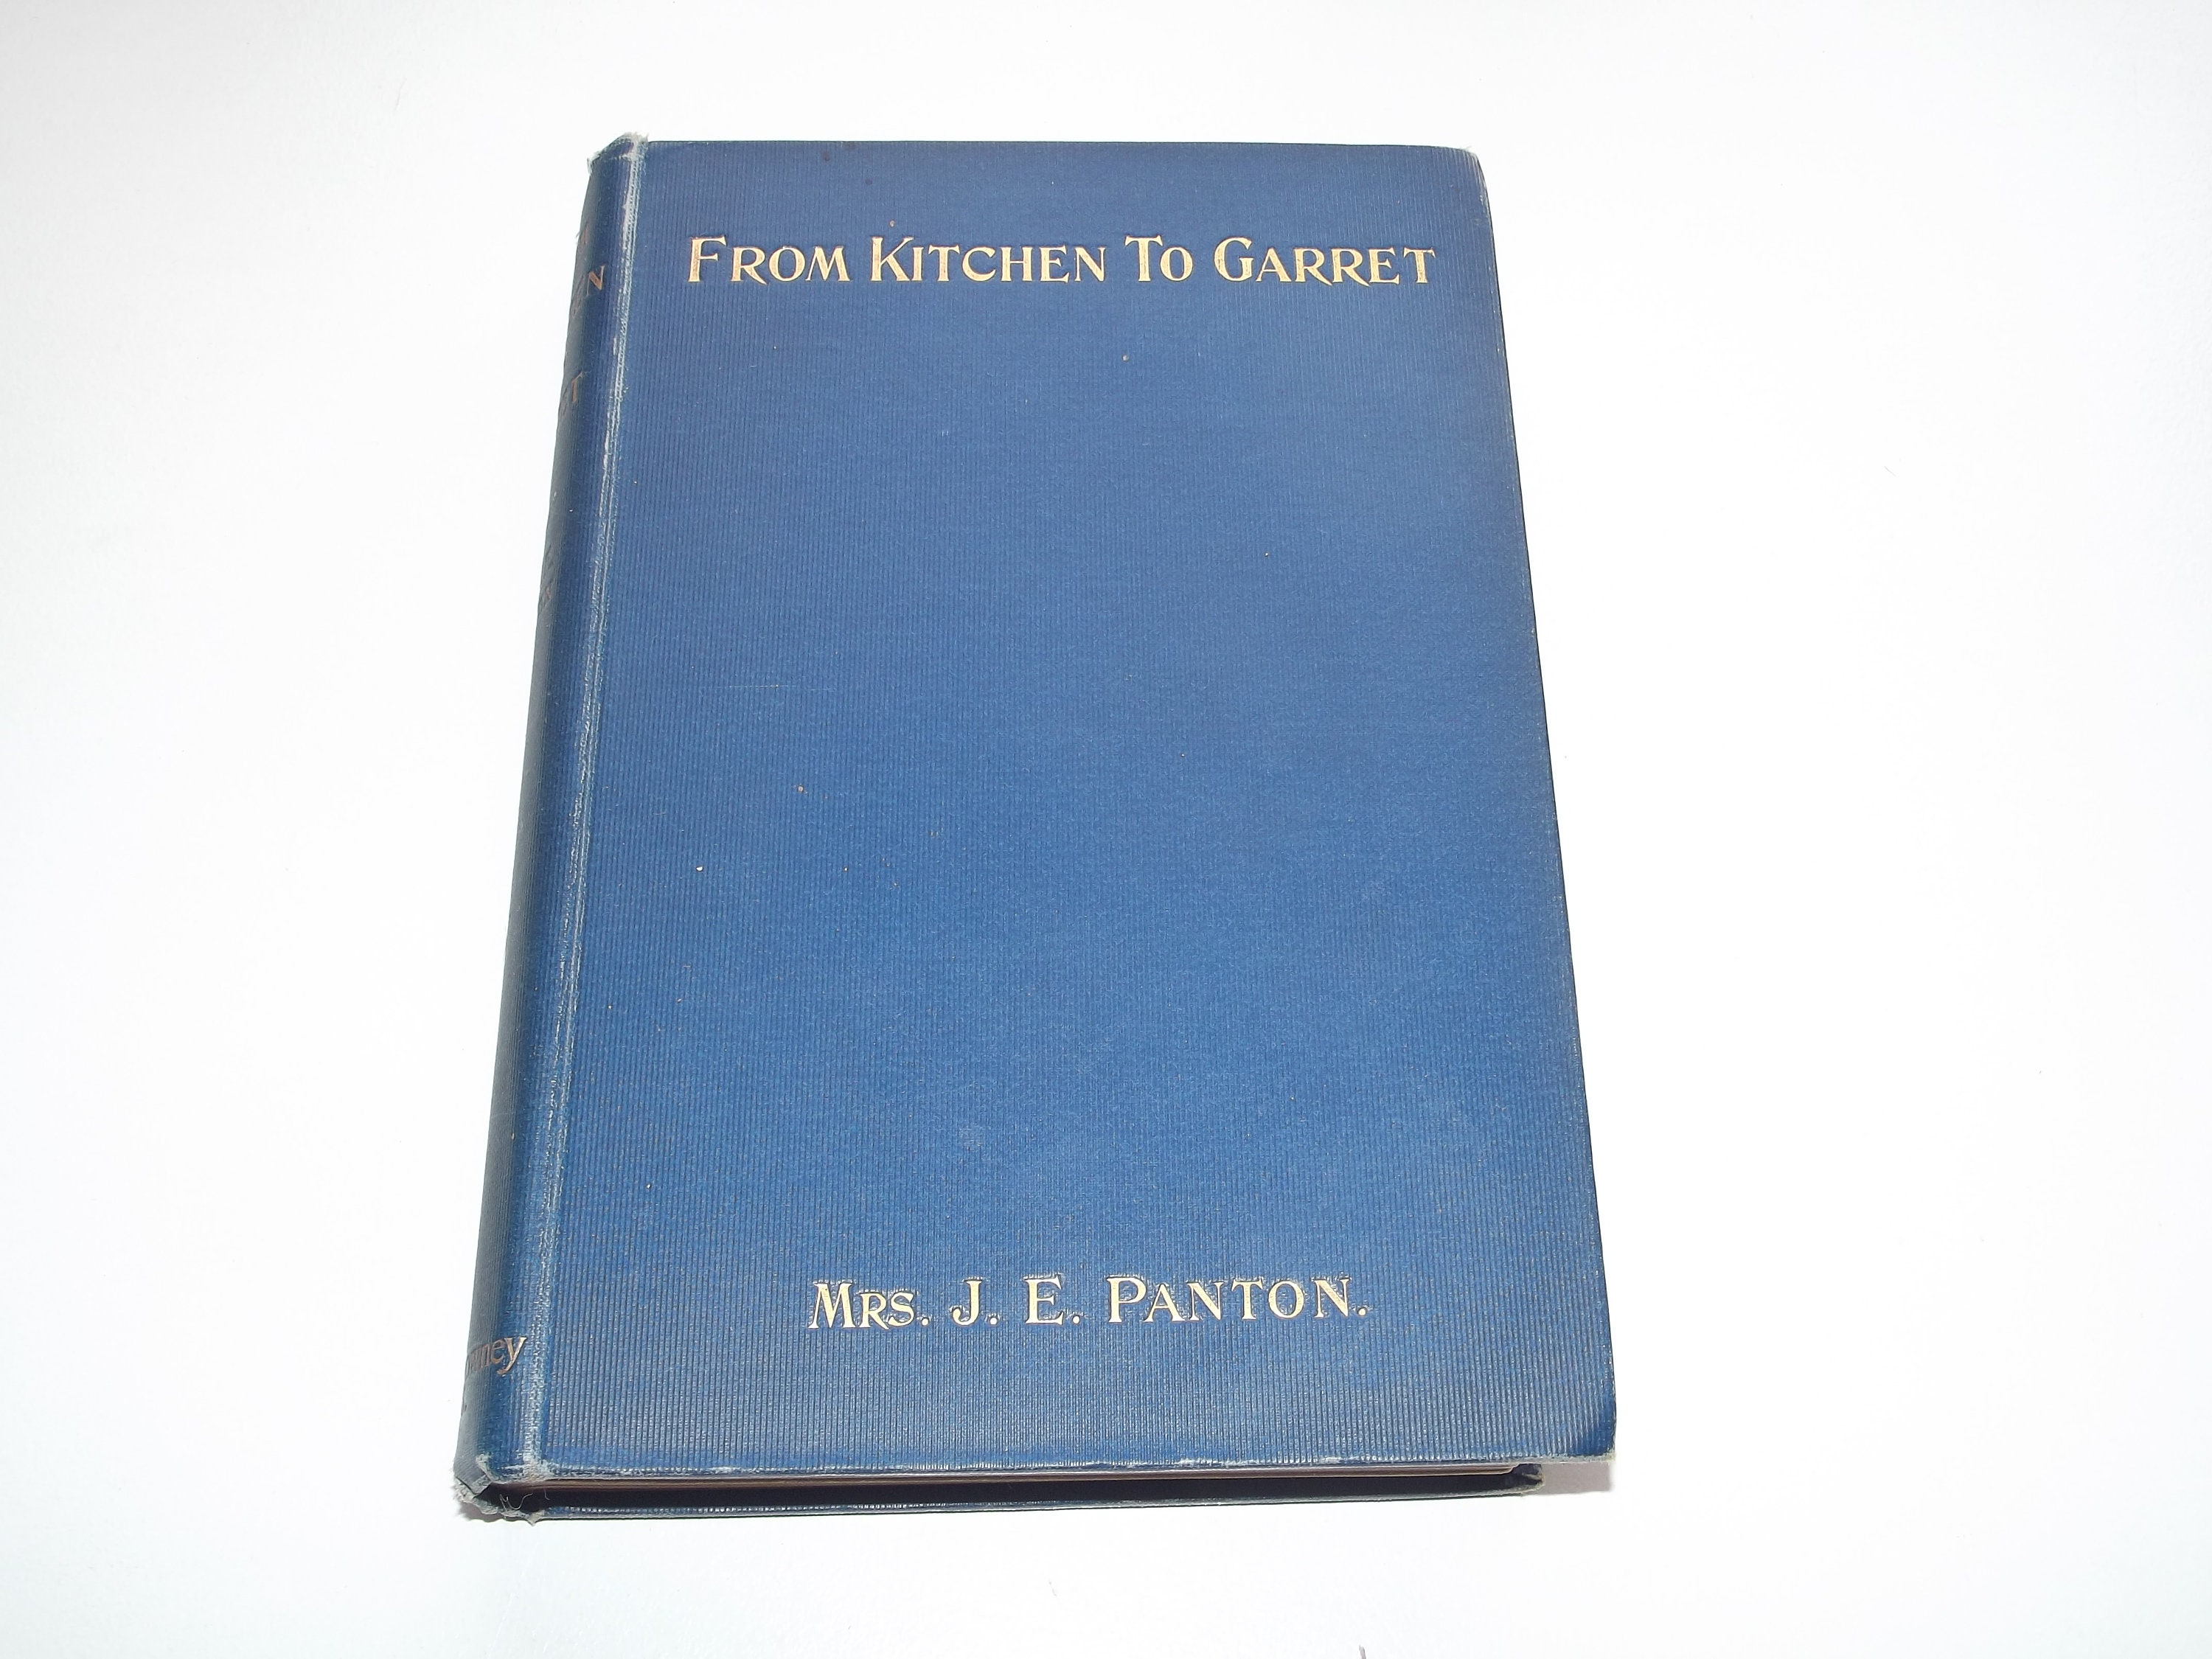 FROM KITCHEN TO GARRET
MRS. J. E. PANTON.